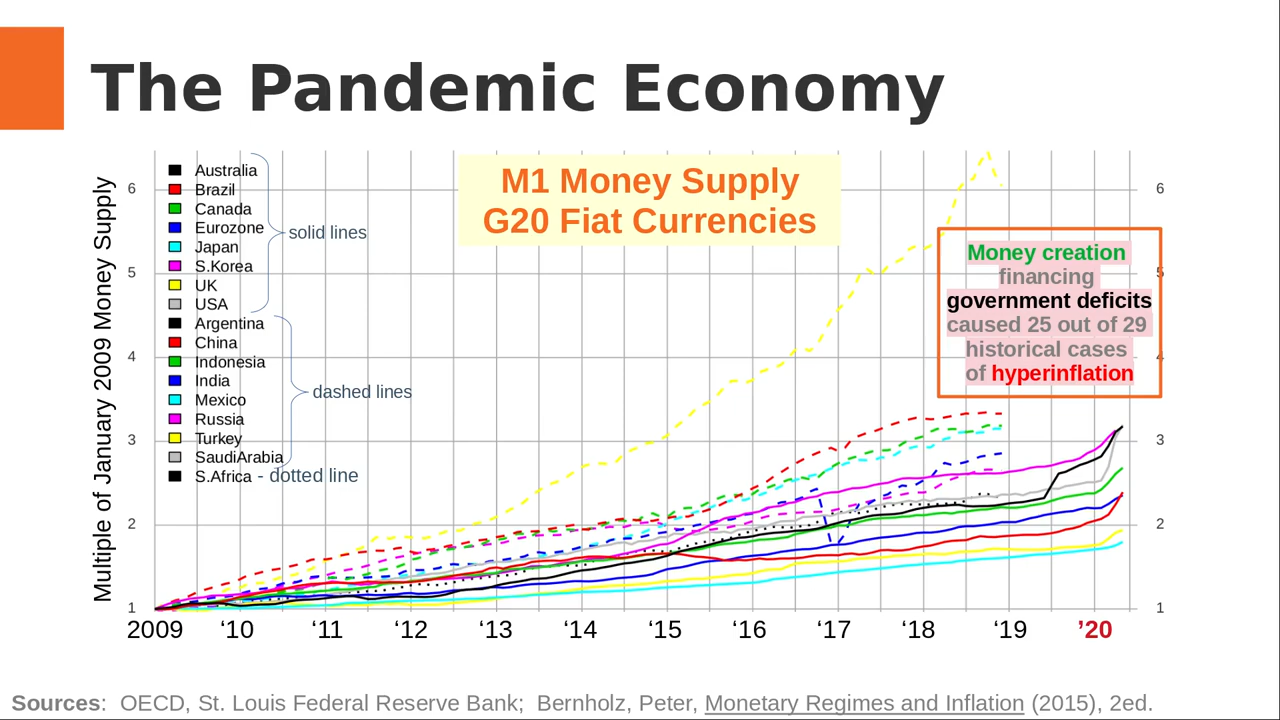 The Pandemic Economy
M1 Money Supply
G20 Fiat Currencies
Multiple of January 2009 Money Supply
6
5
4
3
2
1
Australia
Brazil
Canada
Eurozone
Japan
S.Korea
UK
USA
Argentina
China
Indonesia
India
Mexico
Russia
Turkey
SaudiArabia
S.Africa - dotted line
solid lines
dashed lines
Money creation
financing
government deficits
caused 25 out of 29
historical cases
of hyperinflation
6
5
4
3
2
1
2009 ‘10 ‘11 ‘12 ‘13 ‘14 ‘15 ‘16 ‘17 ‘18 ‘19 ’20
Sources: OECD, St. Louis Federal Reserve Bank; Bernholz, Peter, Monetary Regimes and Inflation (2015), 2ed.